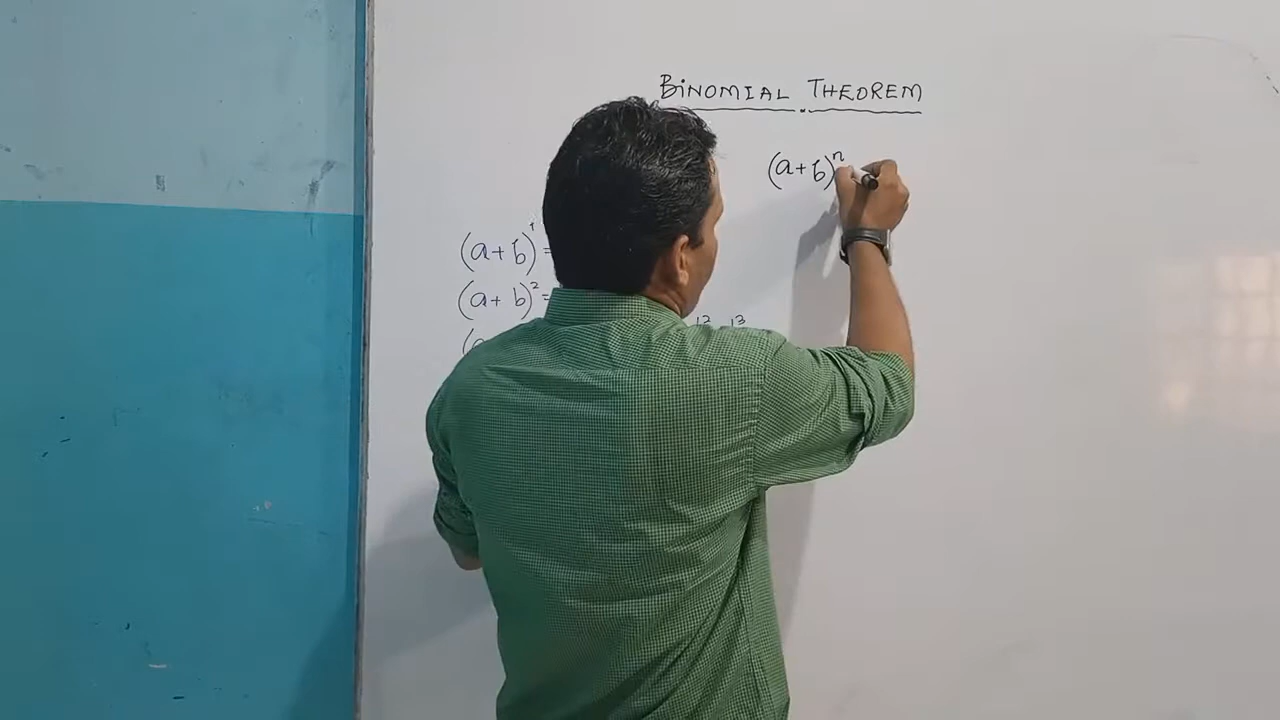 BINOMIAL THEOREM
(a+b)^n
(a+b)^1 =
(a+b)^2 =